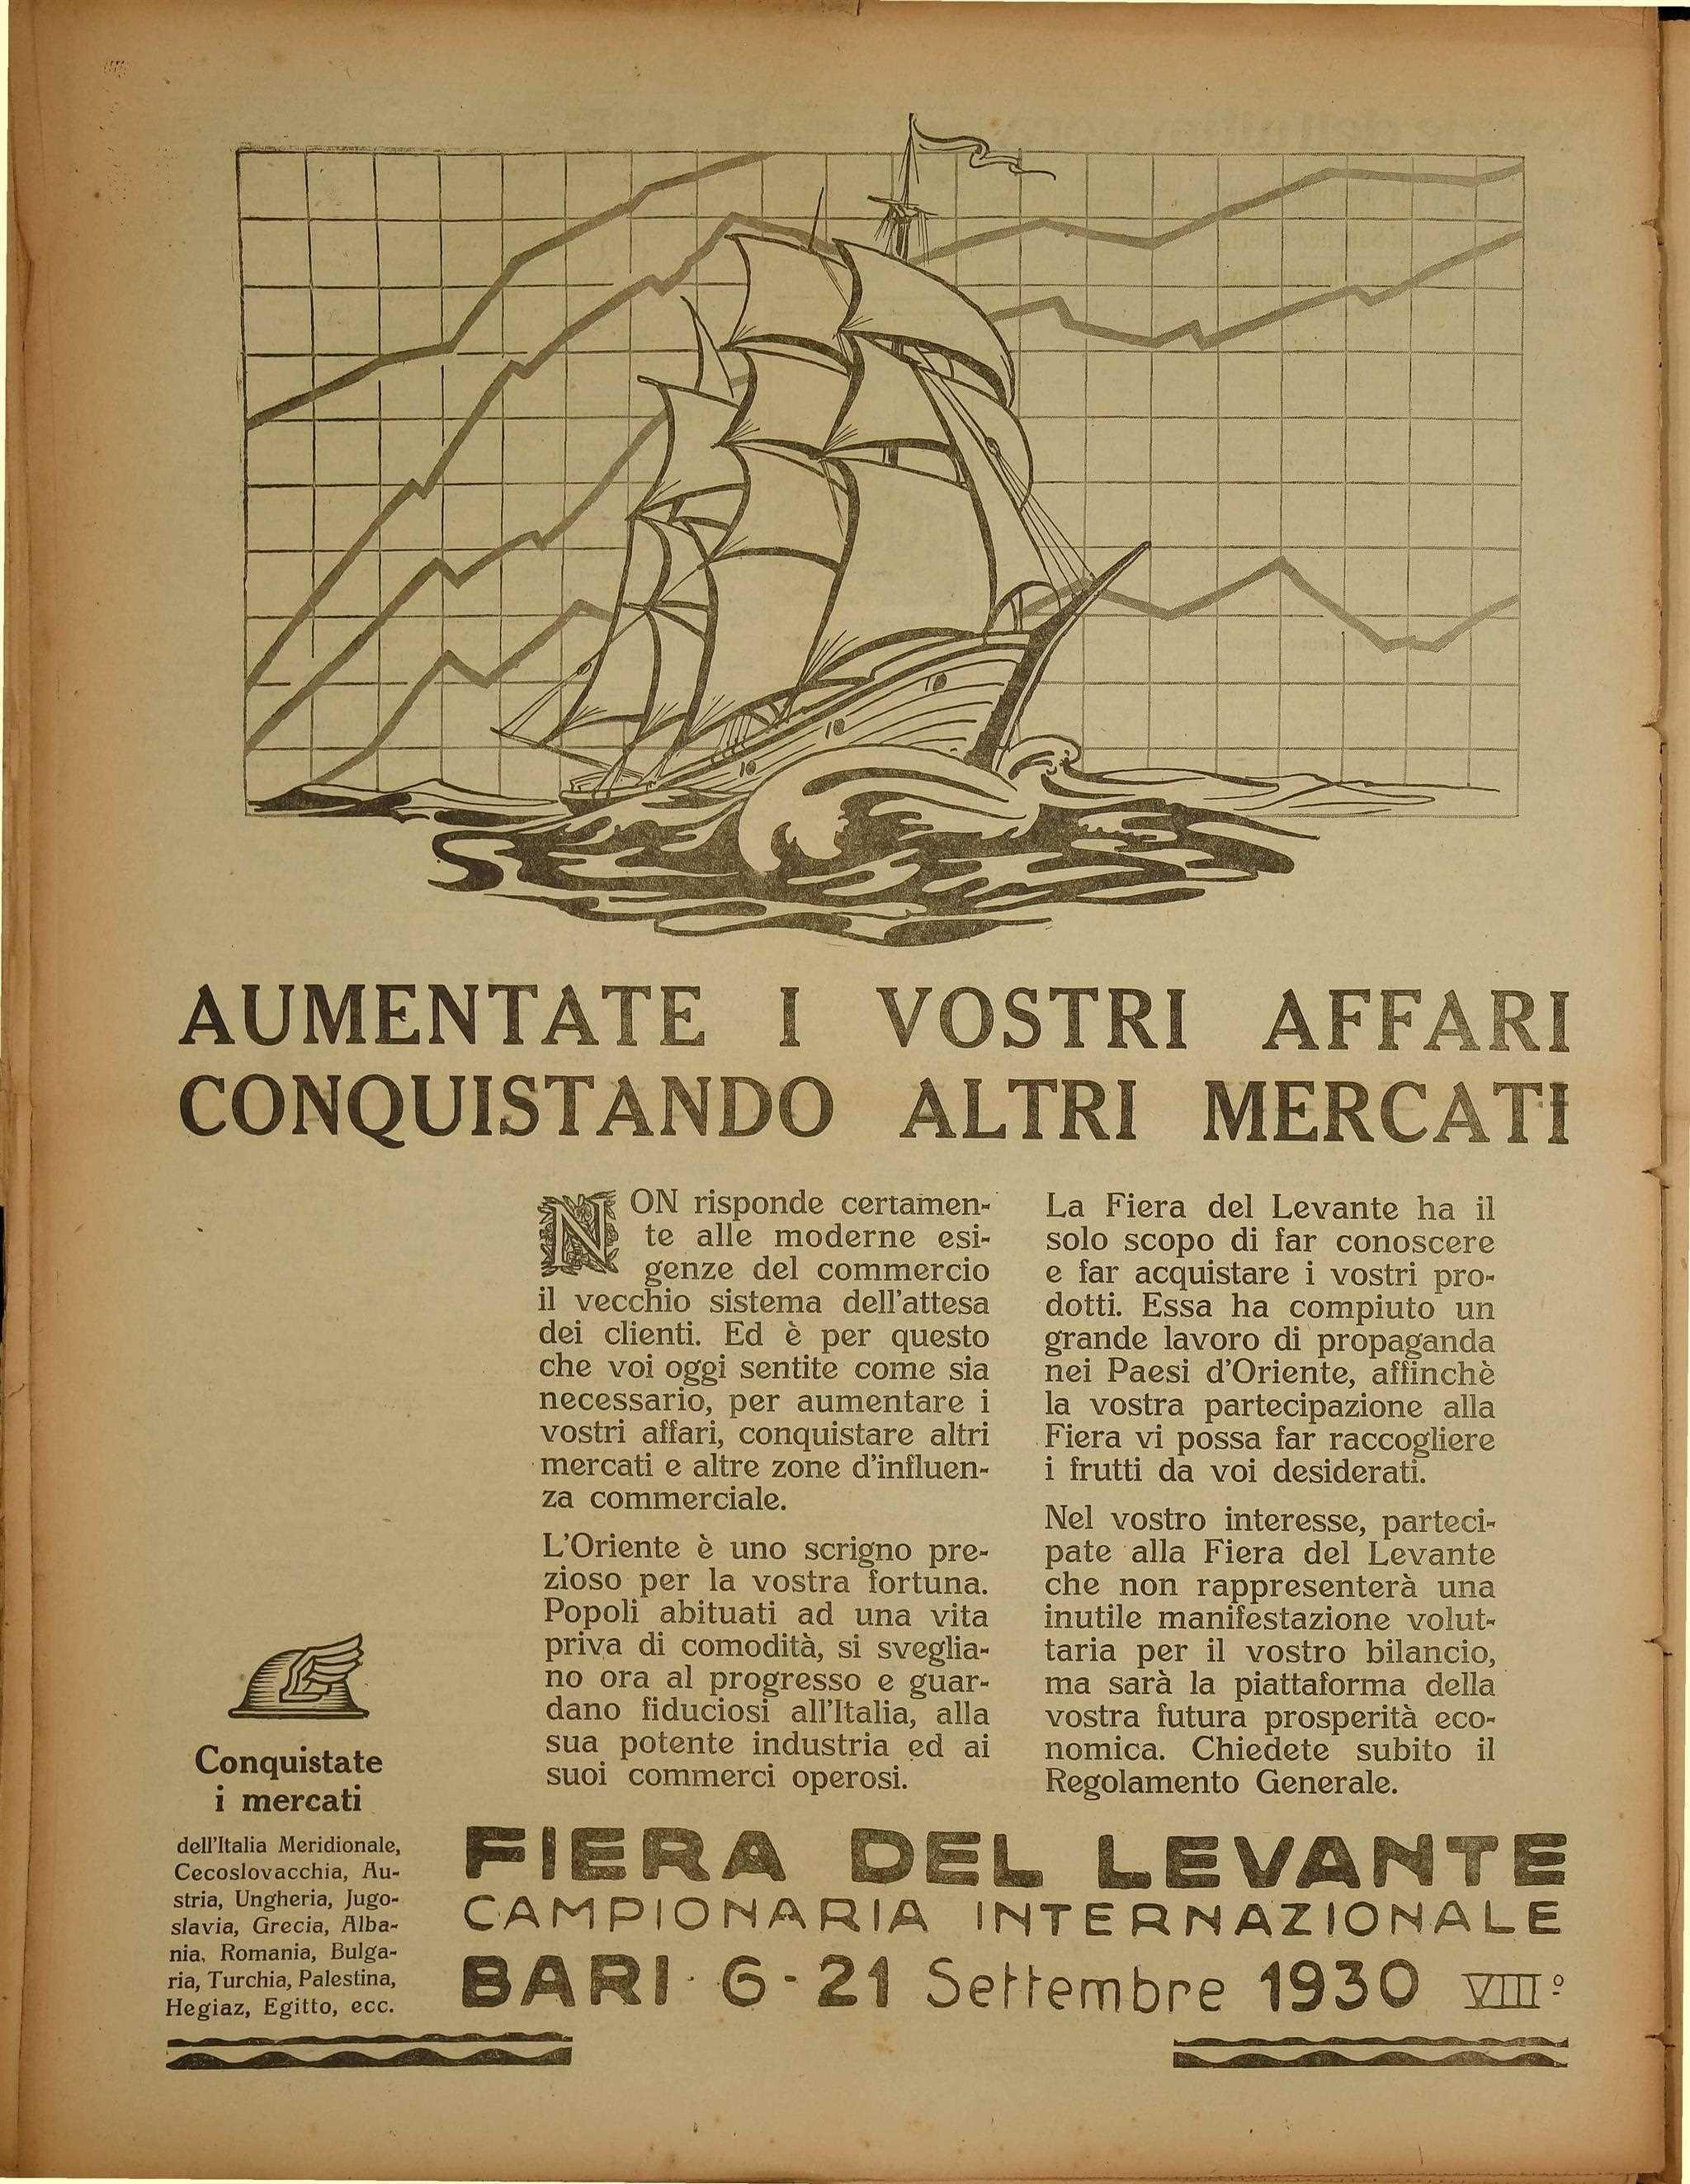 AUMENTATE I VOSTRI AFFARI
CONQUISTANDO ALTRI MERCATI
NON risponde certamen-
te alle moderne esi-
genze del commercio
il vecchio sistema dell'attesa
dei clienti. Ed è per questo
che voi oggi sentite come sia
necessario, per aumentare i
vostri affari, conquistare altri
mercati e altre zone d'influen-
za commerciale.
L'Oriente è uno scrigno pre-
zioso per la vostra fortuna.
Popoli abituati ad una vita
priva di comodità, si sveglia-
no ora al progresso e guar-
dano fiduciosi all'Italia, alla
sua potente industria ed ai
suoi commerci operosi.
La Fiera del Levante ha il
solo scopo di far conoscere
e far acquistare i vostri pro-
dotti. Essa ha compiuto un
grande lavoro di propaganda
nei Paesi d'Oriente, affinchè
la vostra partecipazione alla
Fiera vi possa far raccogliere
i frutti da voi desiderati.
Nel vostro interesse, parteci-
pate alla Fiera del Levante
che non rappresenterà una
inutile manifestazione volut-
taria per il vostro bilancio,
ma sarà la piattaforma della
vostra futura prosperità eco-
nomica. Chiedete subito il
Regolamento Generale.
Conquistate
i mercati
dell'Italia Meridionale,
Cecoslovacchia, Au-
stria, Ungheria, Jugo-
slavia, Grecia, Alba-
nia, Romania, Bulga-
ria, Turchia, Palestina,
Hegiaz, Egitto, ecc.
FIERA DEL LEVANTE
CAMPIONARIA INTERNAZIONALE
BARI · 6 - 21 Settembre 1930 VIIIº